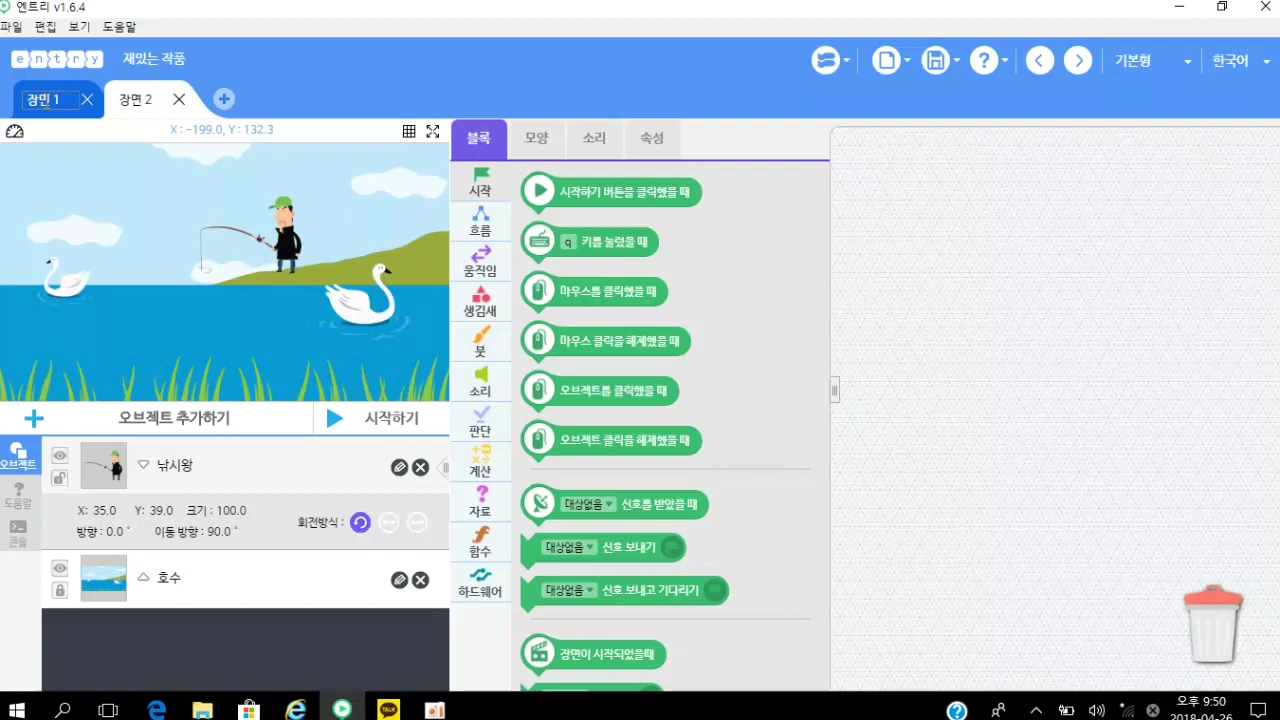 엔트리 v1.6.4
파일 편집 보기 도움말
entry 재밌는 작품 기본형 한국어
장면 1 장면 2
X : -199.0, Y : 132.3
블록 모양 소리 속성
시작
흐름
움직임
생김새
붓
소리
판단
계산
자료
함수
하드웨어
시작하기 버튼을 클릭했을 때
q 키를 눌렀을 때
마우스를 클릭했을 때
마우스 클릭을 해제했을 때
오브젝트를 클릭했을 때
오브젝트 클릭을 해제했을 때
대상없음 신호를 받았을 때
대상없음 신호 보내기
대상없음 신호 보내고 기다리기
장면이 시작되었을때
오브젝트 추가하기 시작하기
오브젝트
도움말
콘솔
낚시왕
X: 35.0 Y: 39.0 크기 : 100.0
방향 : 0.0 ° 이동 방향 : 90.0 °
회전방식 :
호수
TALK
오후 9:50
2018-04-26